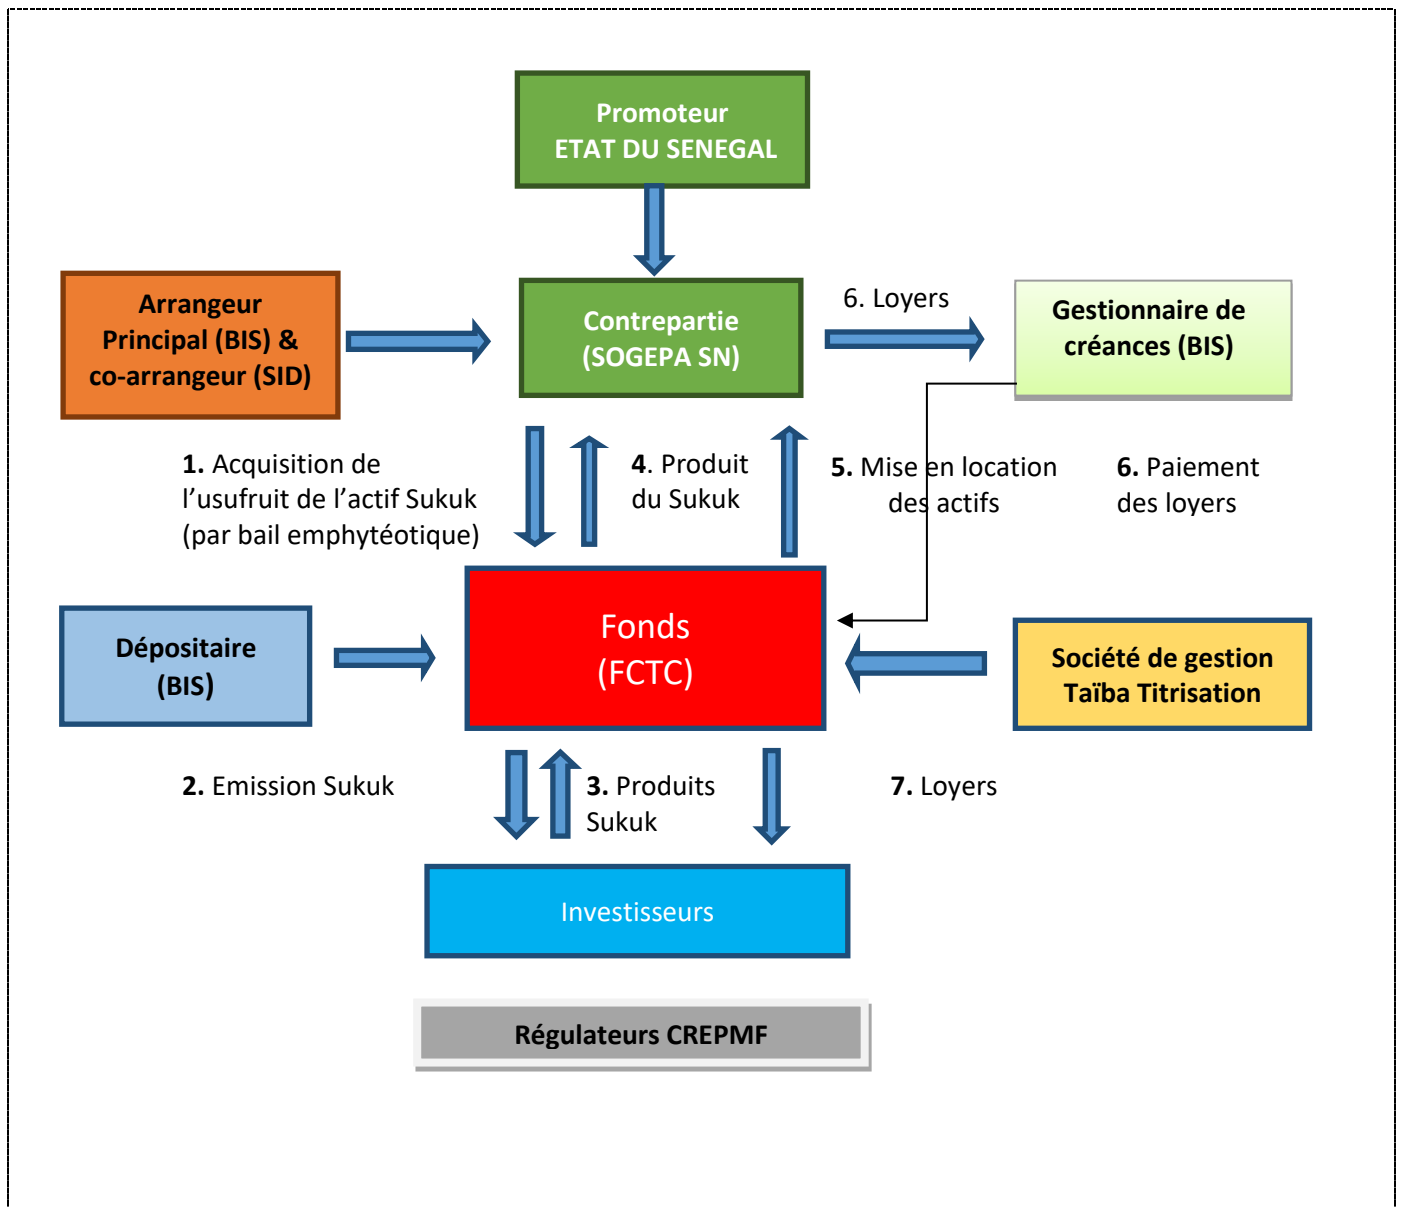 Promoteur
ETAT DU SENEGAL
Arrangeur
Principal (BIS) &
co-arrangeur (SID)
Contrepartie
(SOGEPA SN)
6. Loyers
Gestionnaire de
créances (BIS)
1. Acquisition de
l’usufruit de l’actif Sukuk
(par bail emphytéotique)
4. Produit
du Sukuk
5. Mise en location
des actifs
6. Paiement
des loyers
Dépositaire
(BIS)
Fonds
(FCTC)
Société de gestion
Taïba Titrisation
2. Emission Sukuk
3. Produits
Sukuk
7. Loyers
Investisseurs
Régulateurs CREPMF